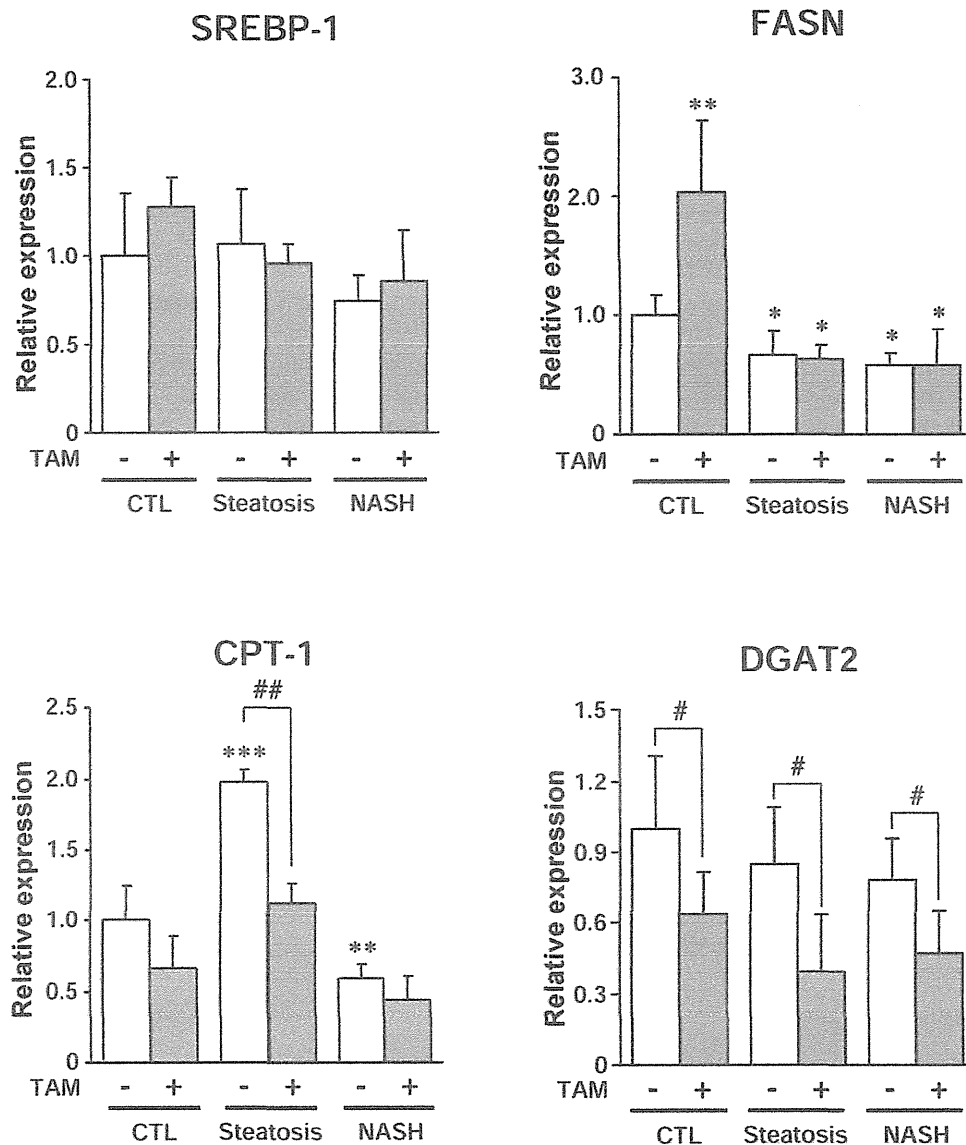 SREBP-1
Relative expression
2.0
1.5
1.0
0.5
0
TAM - + - + - +
CTL Steatosis NASH
FASN
Relative expression
3.0
2.0
1.0
0
**
* * * *
TAM - + - + - +
CTL Steatosis NASH
CPT-1
Relative expression
2.5
2.0
1.5
1.0
0.5
0
##
***
**
TAM - + - + - +
CTL Steatosis NASH
DGAT2
Relative expression
1.5
1.2
0.9
0.6
0.3
0
# # #
TAM - + - + - +
CTL Steatosis NASH